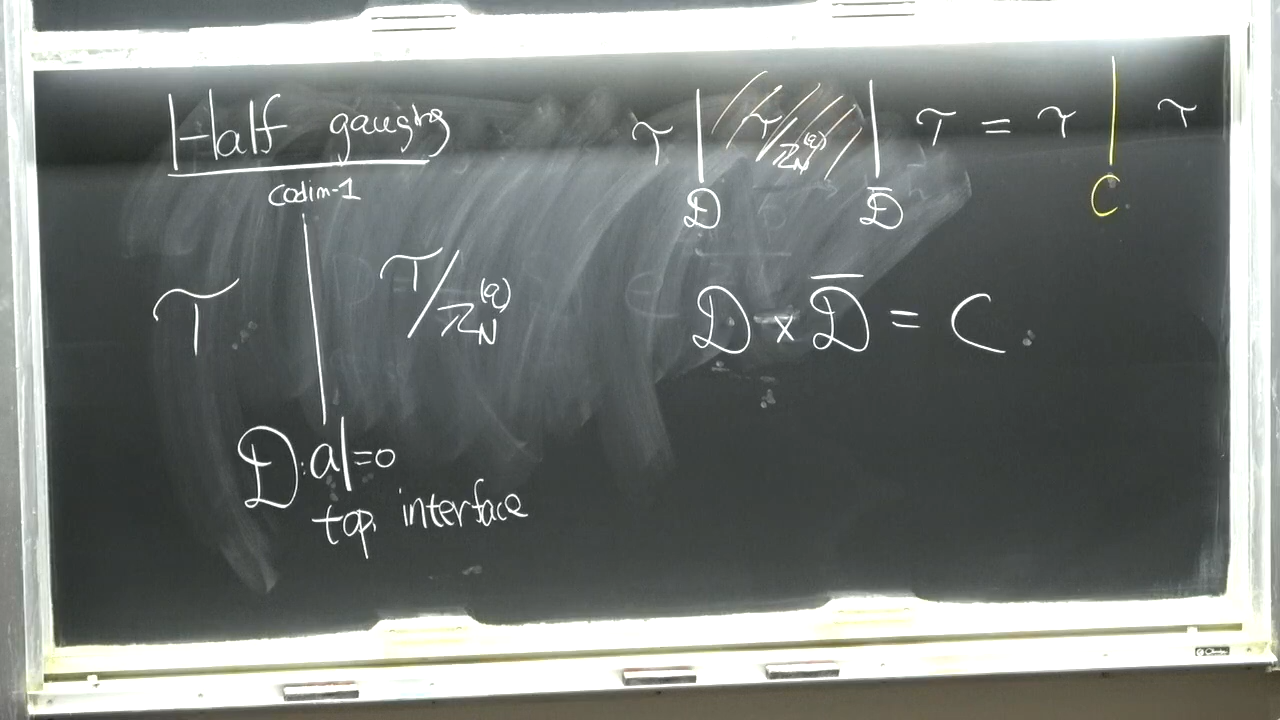 Half gauging
codim-1
𝒯 | 𝒯/ℤ_N^(q)
𝒟: a|=0
top. interface
𝒯 | 𝒯/ℤ_N^(q) | 𝒯 = 𝒯 | 𝒯
𝒟 𝒟̅ C
𝒟 × 𝒟̅ = C.